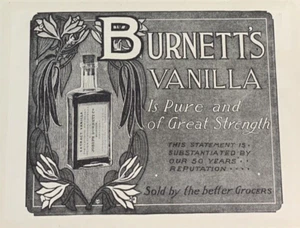 BURNETT'S
VANILLA
Is Pure and
of Great Strength
THIS STATEMENT IS
SUBSTANTIATED BY
OUR 50 YEARS'
REPUTATION
Sold by the better GROCERS